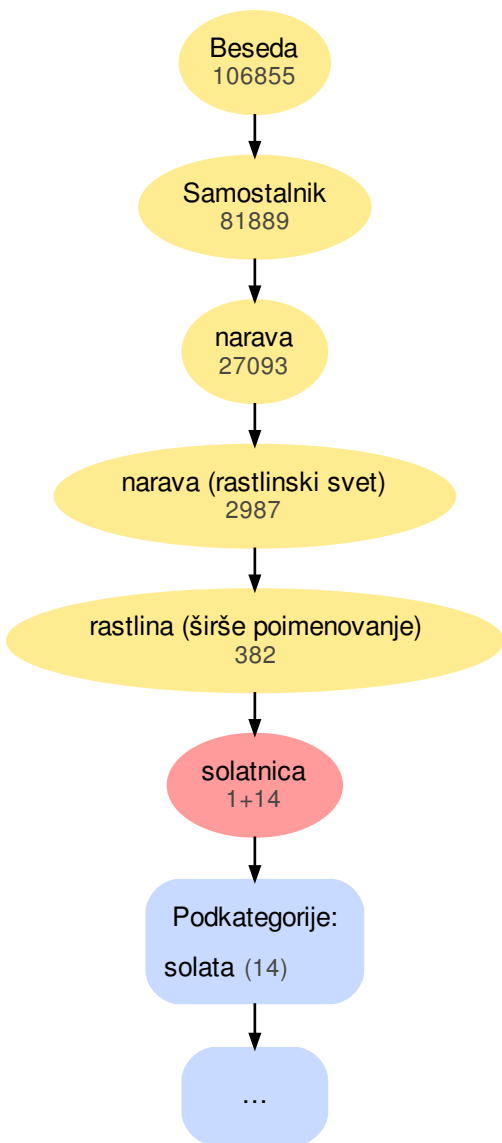 Beseda
106855
Samostalnik
81889
narava
27093
narava (rastlinski svet)
2987
rastlina (širše poimenovanje)
382
solatnica
1+14
Podkategorije:
solata (14)
...